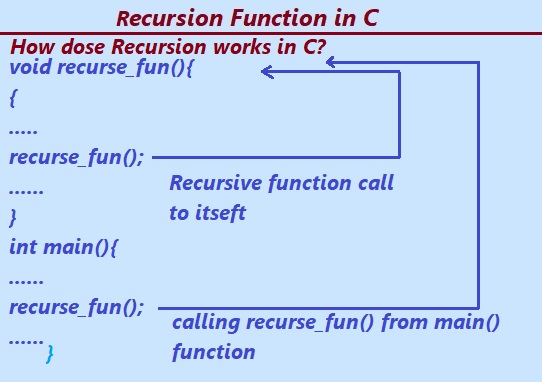 Recursion Function in C
How dose Recursion works in C?
void recurse_fun(){
{
.....
recurse_fun();
Recursive function call
to itseft
......
}
int main(){
......
recurse_fun();
calling recurse_fun() from main()
function
......
}